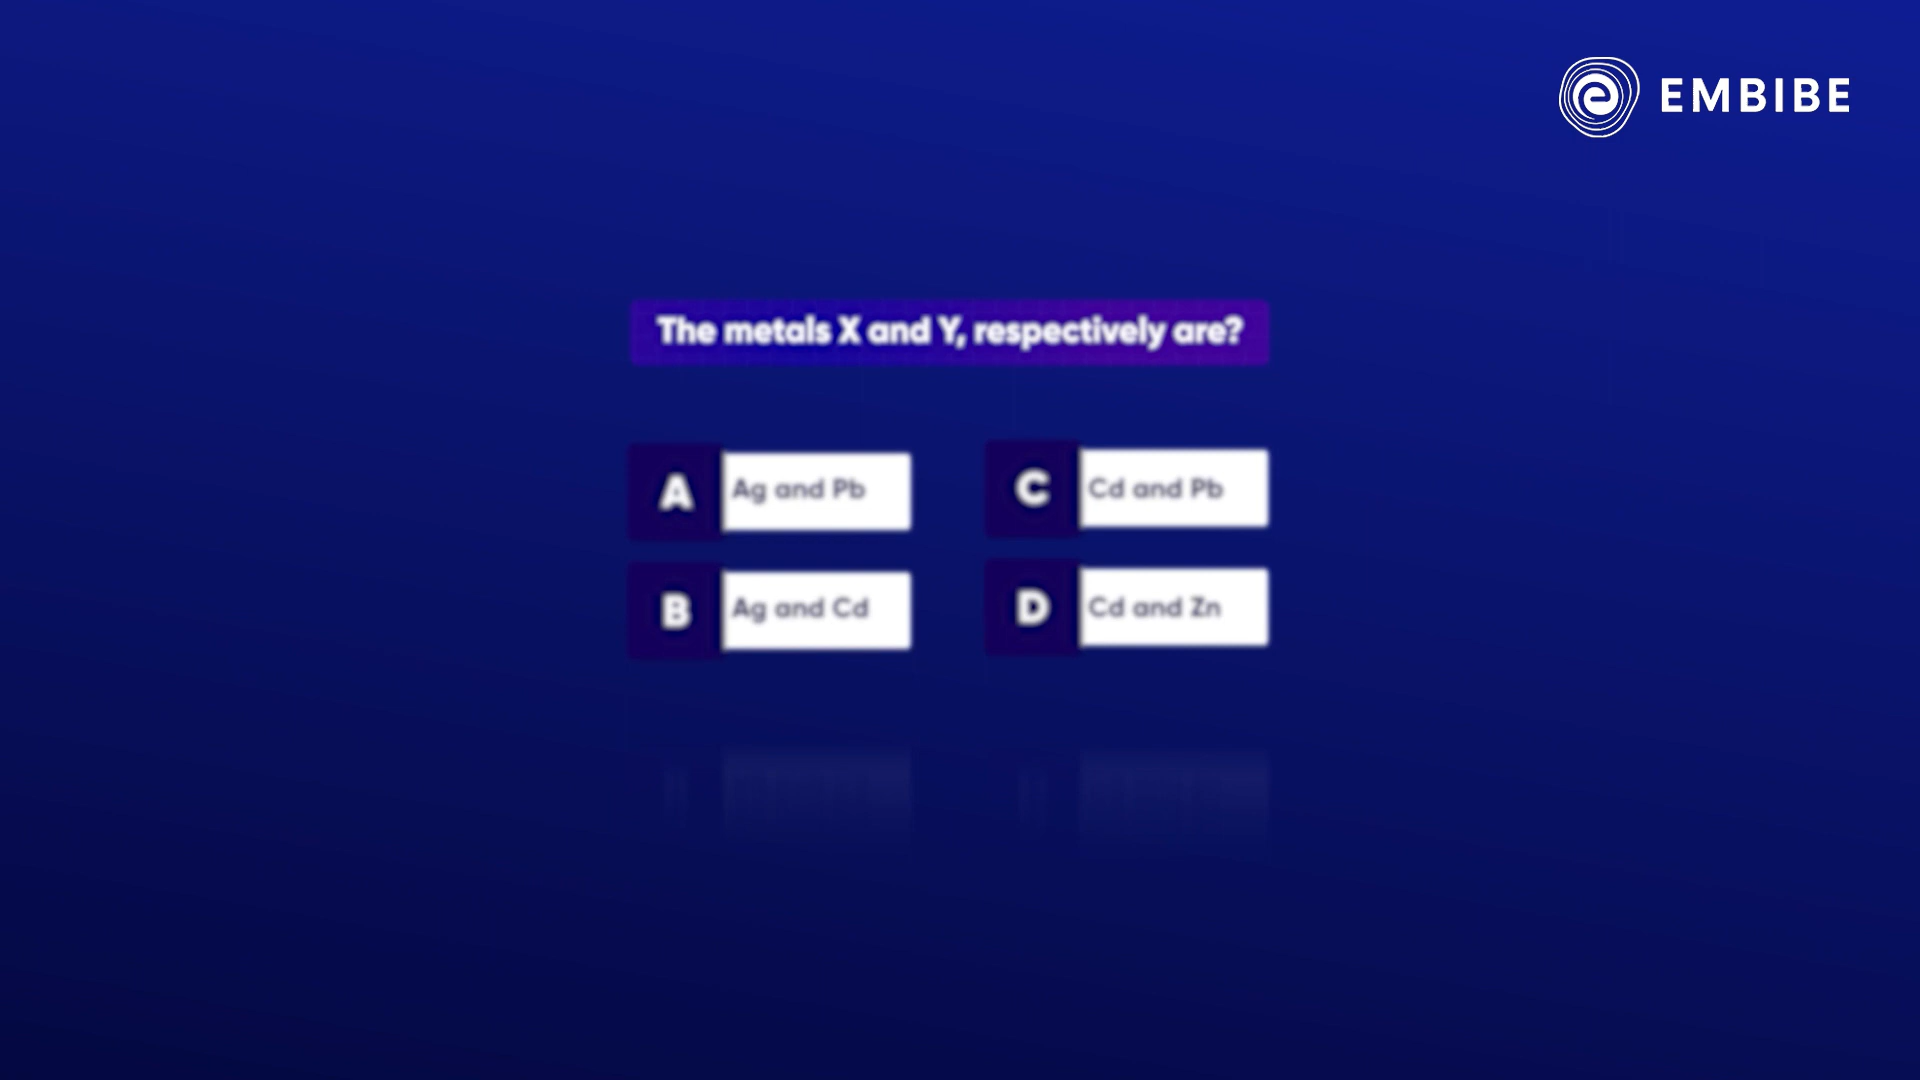 EMBIBE
The metals X and Y, respectively are?
A Ag and Pb
B Ag and Cd
C Cd and Pb
D Cd and Zn